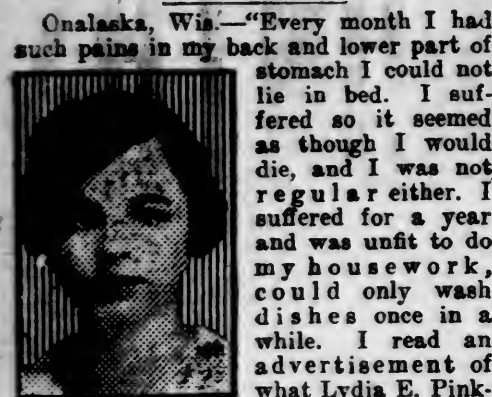 Onalaska, Wis.—"Every month I had
such pains in my back and lower part of
stomach I could not
lie in bed. I suf-
fered so it seemed
as though I would
die, and I was not
regular either. I
suffered for a year
and was unfit to do
my housework,
could only wash
dishes once in a
while. I read an
advertisement of
what Lydia E. Pink-